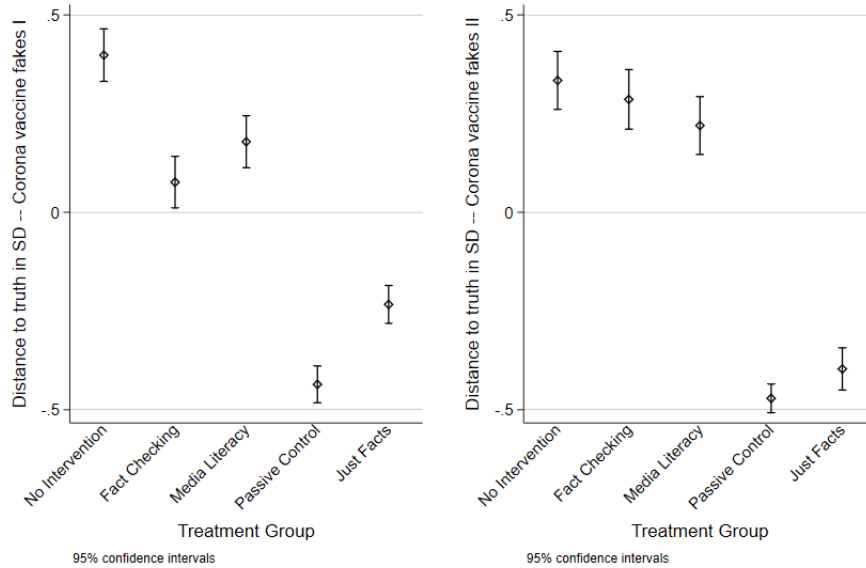 Distance to truth in SD -- Corona vaccine fakes I
.5
0
-.5
No Intervention
Fact Checking
Media Literacy
Passive Control
Just Facts
Treatment Group
95% confidence intervals
Distance to truth in SD -- Corona vaccine fakes II
.5
0
-.5
No Intervention
Fact Checking
Media Literacy
Passive Control
Just Facts
Treatment Group
95% confidence intervals